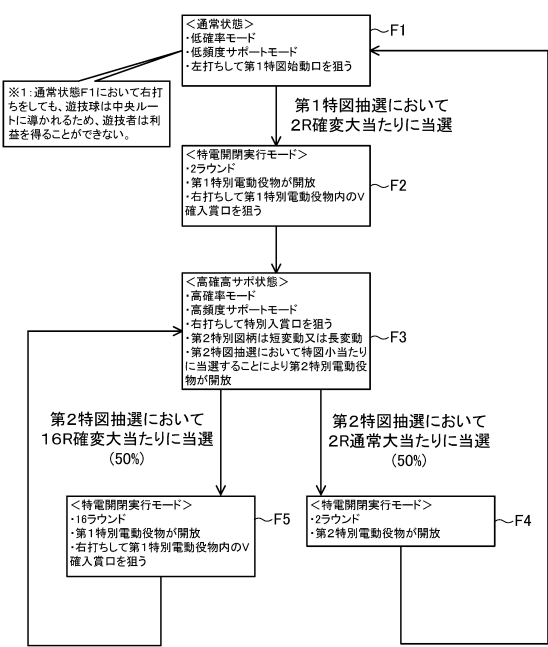 ＜通常状態＞
・低確率モード
・低頻度サポートモード
・左打ちして第1特図始動口を狙う
F1
※1：通常状態F1において右打
ちをしても、遊技球は中央ルー
トに導かれるため、遊技者は利
益を得ることができない。
第1特図抽選において
2R確変大当たりに当選
＜特電開閉実行モード＞
・2ラウンド
・第1特別電動役物が開放
・右打ちして第1特別電動役物内のV
確入賞口を狙う
F2
＜高確高サポ状態＞
・高確率モード
・高頻度サポートモード
・右打ちして特別入賞口を狙う
・第2特別図柄は短変動又は長変動
・第2特図抽選において特図小当たり
に当選することにより第2特別電動役
物が開放
F3
第2特図抽選において
16R確変大当たりに当選
(50%)
第2特図抽選において
2R通常大当たりに当選
(50%)
＜特電開閉実行モード＞
・16ラウンド
・第1特別電動役物が開放
・右打ちして第1特別電動役物内のV
確入賞口を狙う
F5
＜特電開閉実行モード＞
・2ラウンド
・第2特別電動役物が開放
F4